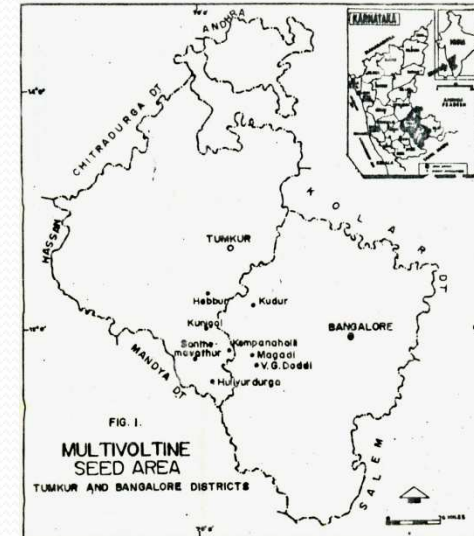 ANDHRA
KARNATAKA
CHITRADURGA DT
HASSAN
KOLAR DT
TUMKUR
Hebbur
Kudur
Kunigal
BANGALORE
Santhe-
mavathur
Kempanahalli
Magadi
V.G. Doddi
MANDYA DT
Huliyurdurga
FIG. I.
MULTIVOLTINE
SEED AREA
TUMKUR AND BANGALORE DISTRICTS
SALEM